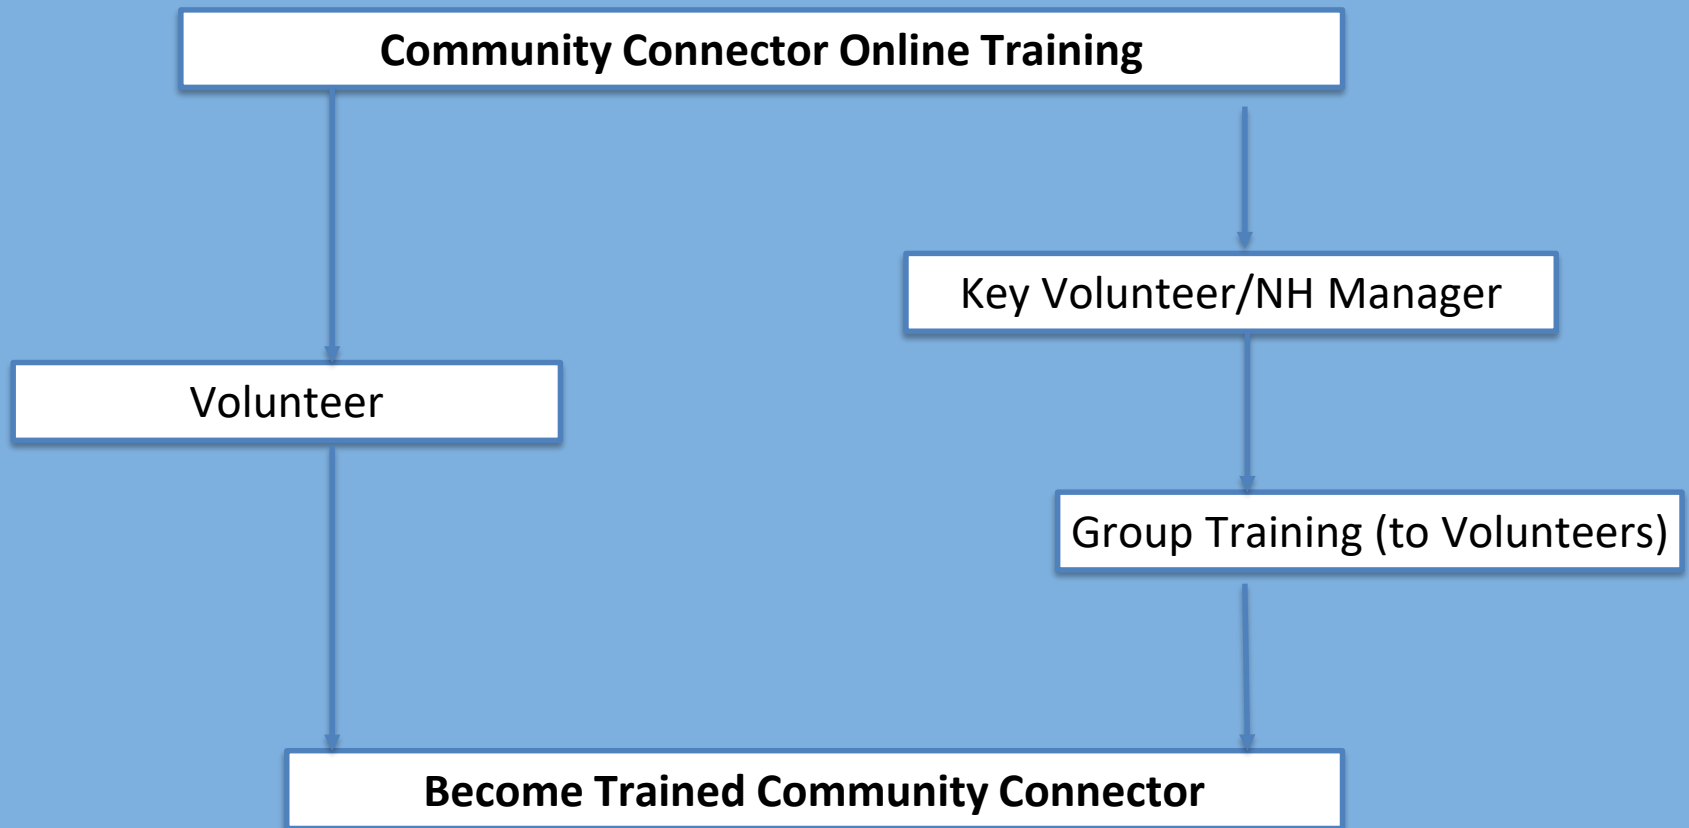 Community Connector Online Training
Key Volunteer/NH Manager
Volunteer
Group Training (to Volunteers)
Become Trained Community Connector